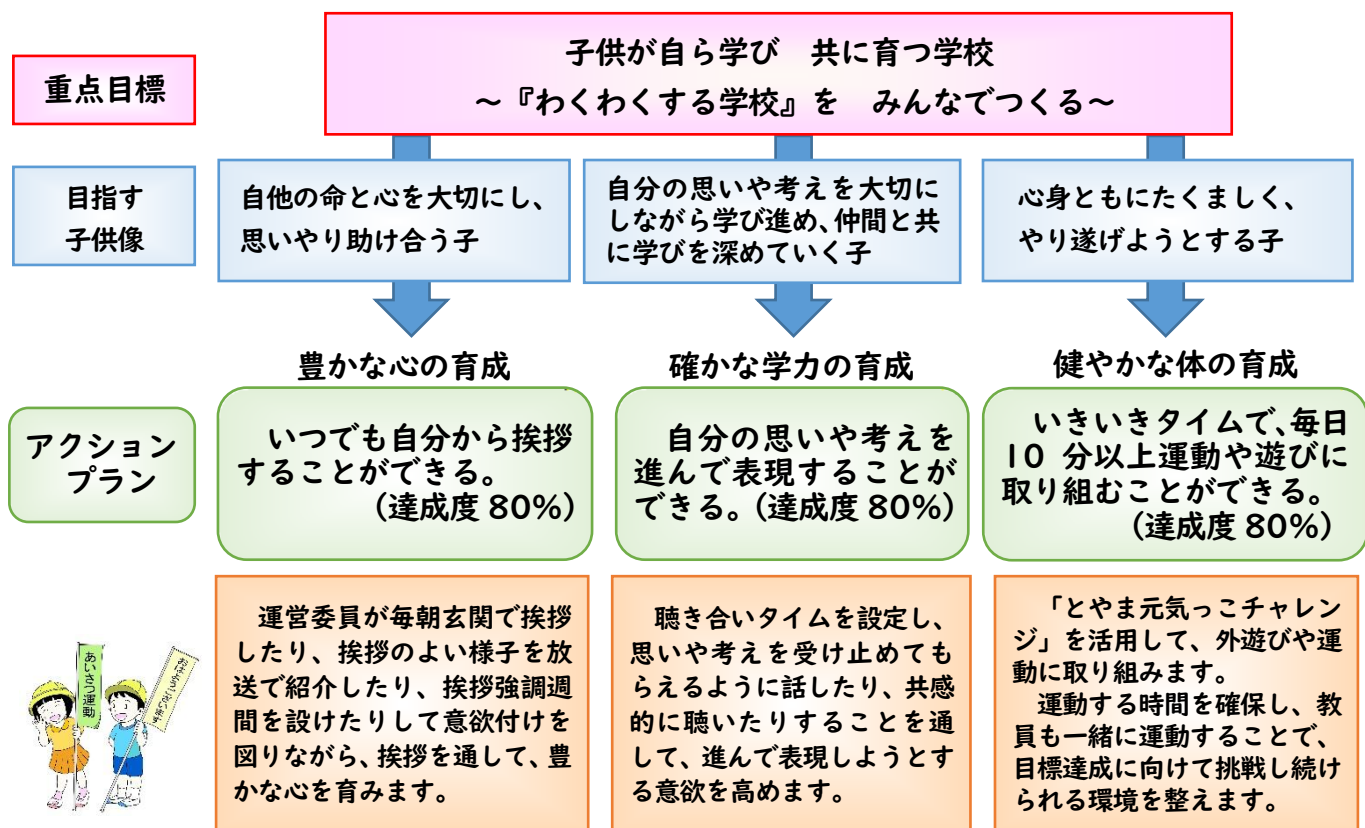 重点目標
子供が自ら学び　共に育つ学校
～『わくわくする学校』を　みんなでつくる～
目指す
子供像
自他の命と心を大切にし、
思いやり助け合う子
自分の思いや考えを大切に
しながら学び進め、仲間と共
に学びを深めていく子
心身ともにたくましく、
やり遂げようとする子
アクション
プラン
豊かな心の育成
いつでも自分から挨拶
することができる。
(達成度 80%)
確かな学力の育成
自分の思いや考えを
進んで表現することが
できる。(達成度 80%)
健やかな体の育成
いきいきタイムで、毎日
10 分以上運動や遊びに
取り組むことができる。
(達成度 80%)
あいさつ運動
おはようございます
運営委員が毎朝玄関で挨拶
したり、挨拶のよい様子を放
送で紹介したり、挨拶強調週
間を設けたりして意欲付けを
図りながら、挨拶を通して、豊
かな心を育みます。
聴き合いタイムを設定し、
思いや考えを受け止めても
らえるように話したり、共感
的に聴いたりすることを通
して、進んで表現しようとす
る意欲を高めます。
「とやま元気っこチャレン
ジ」を活用して、外遊びや運
動に取り組みます。
運動する時間を確保し、教
員も一緒に運動することで、
目標達成に向けて挑戦し続け
られる環境を整えます。